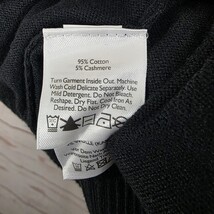 95% Cotton
5% Cashmere
Turn Garment Inside Out. Machine
Wash Cold Delicate Separately. Use
Mild Detergent. Do Not Bleach.
Reshape. Dry Flat. Cool Iron As
Desired. Do Not Dry Clean.